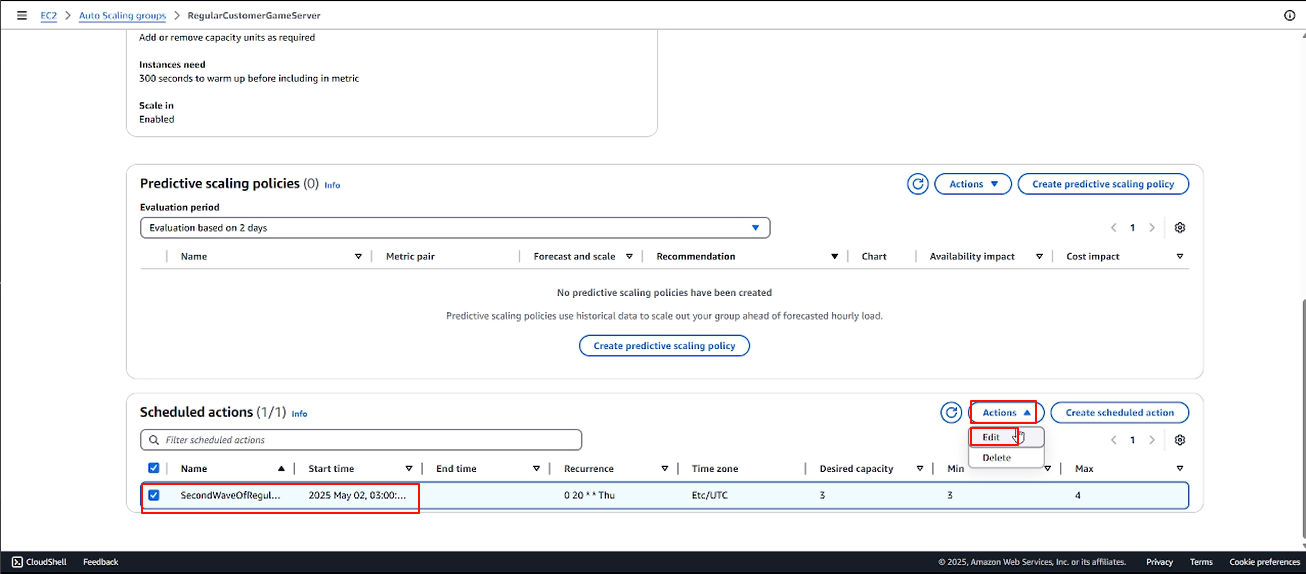 EC2 > Auto Scaling groups > RegularCustomerGameServer
Add or remove capacity units as required
Instances need
300 seconds to warm up before including in metric
Scale in
Enabled
Predictive scaling policies (0) Info
Actions
Create predictive scaling policy
Evaluation period
Evaluation based on 2 days
1
Name Metric pair Forecast and scale Recommendation Chart Availability impact Cost impact
No predictive scaling policies have been created
Predictive scaling policies use historical data to scale out your group ahead of forecasted hourly load.
Create predictive scaling policy
Scheduled actions (1/1) Info
Actions
Create scheduled action
Filter scheduled actions
Edit
Delete
1
Name Start time End time Recurrence Time zone Desired capacity Min Max
SecondWaveOfRegul... 2025 May 02, 03:00:... 0 20 * * Thu Etc/UTC 3 3 4
CloudShell Feedback © 2025, Amazon Web Services, Inc. or its affiliates. Privacy Terms Cookie preferences